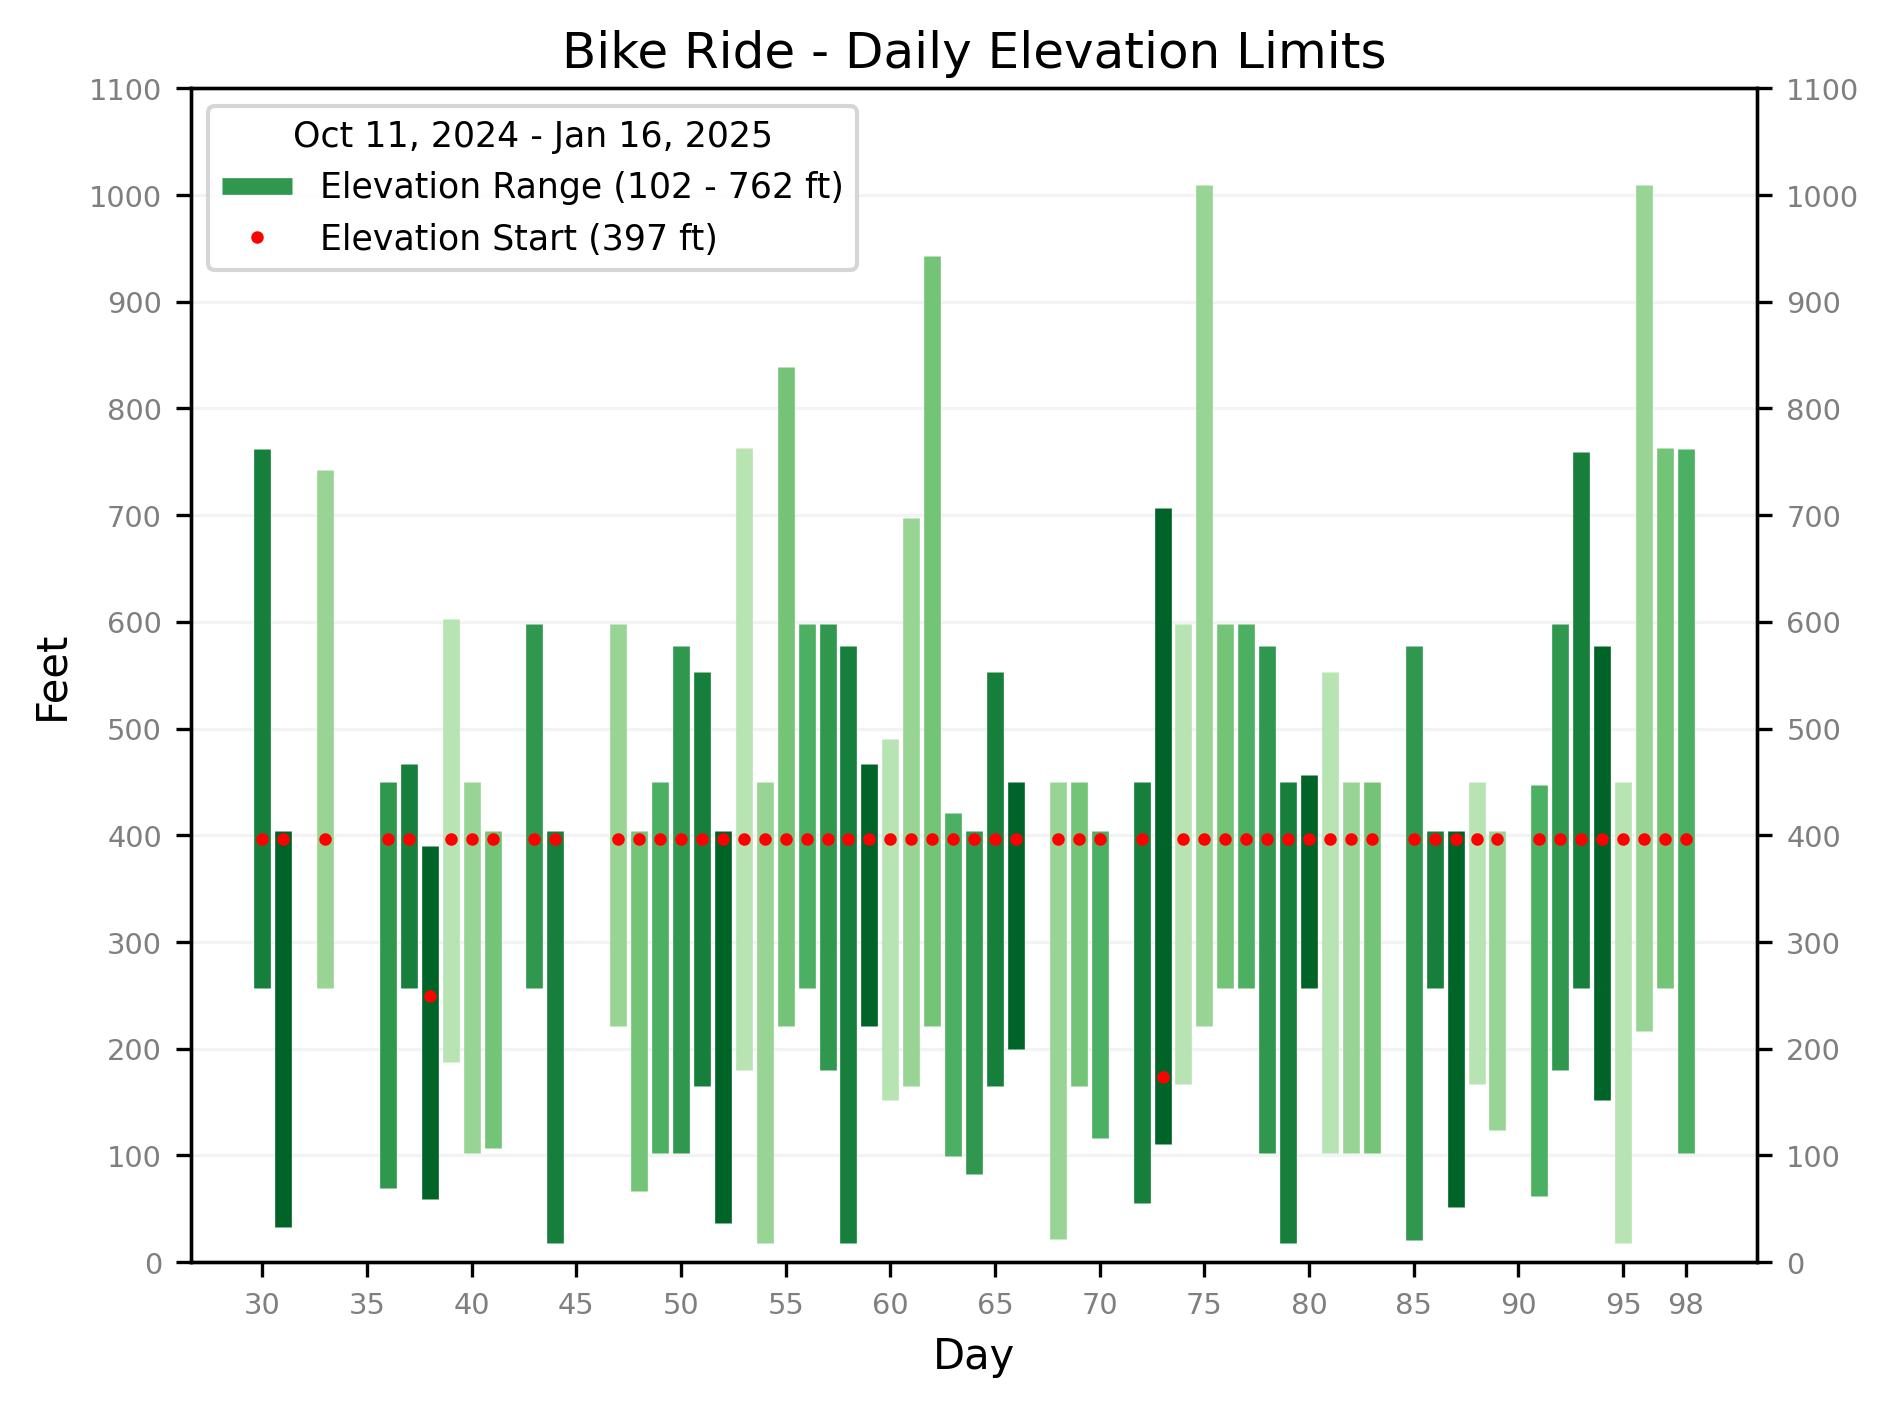 Bike Ride - Daily Elevation Limits
Oct 11, 2024 - Jan 16, 2025
Elevation Range (102 - 762 ft)
Elevation Start (397 ft)
1100 1100
1000 1000
900 900
800 800
700 700
600 600
500 500
400 400
300 300
200 200
100 100
0 0
Feet
30 35 40 45 50 55 60 65 70 75 80 85 90 95 98
Day